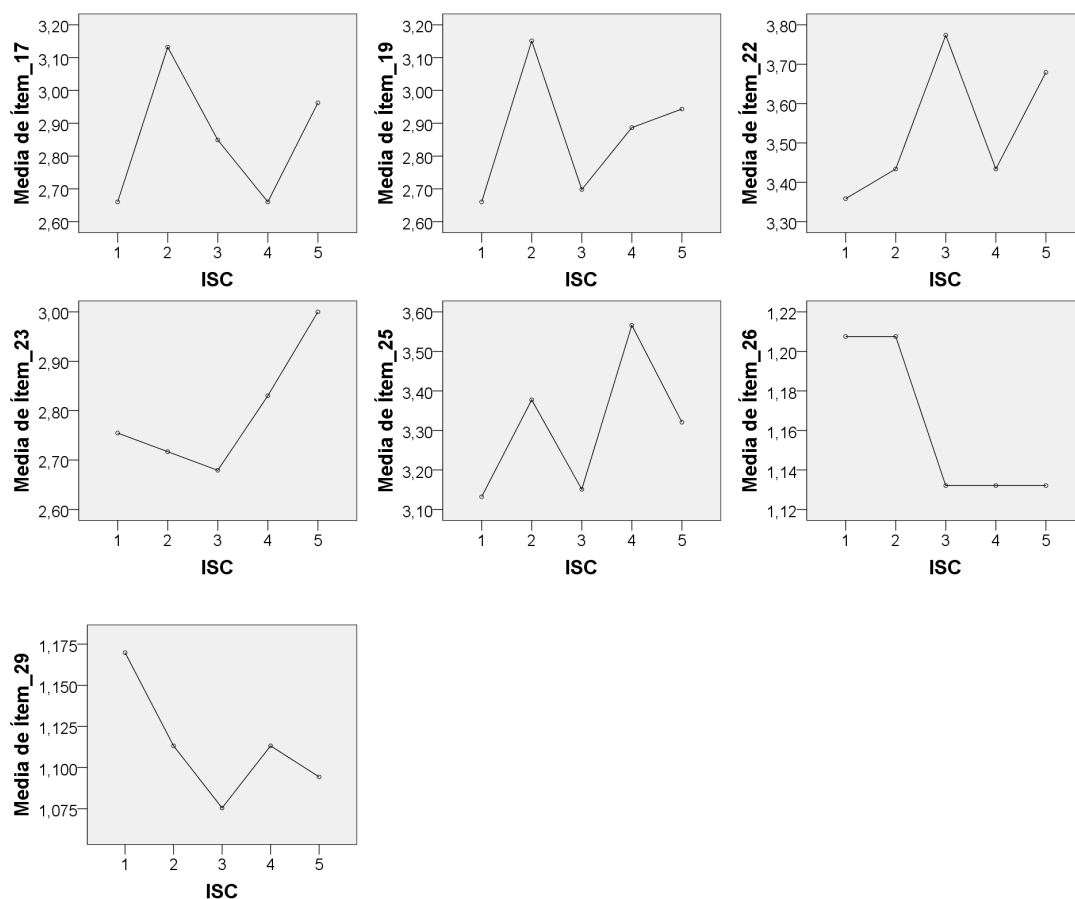 Media de Ítem_17
3,20
3,10
3,00
2,90
2,80
2,70
2,60
1 2 3 4 5
ISC
Media de Ítem_19
3,20
3,10
3,00
2,90
2,80
2,70
2,60
1 2 3 4 5
ISC
Media de Ítem_22
3,80
3,70
3,60
3,50
3,40
3,30
1 2 3 4 5
ISC
Media de Ítem_23
3,00
2,90
2,80
2,70
2,60
1 2 3 4 5
ISC
Media de Ítem_25
3,60
3,50
3,40
3,30
3,20
3,10
1 2 3 4 5
ISC
Media de Ítem_26
1,22
1,20
1,18
1,16
1,14
1,12
1 2 3 4 5
ISC
Media de Ítem_29
1,175
1,150
1,125
1,100
1,075
1 2 3 4 5
ISC